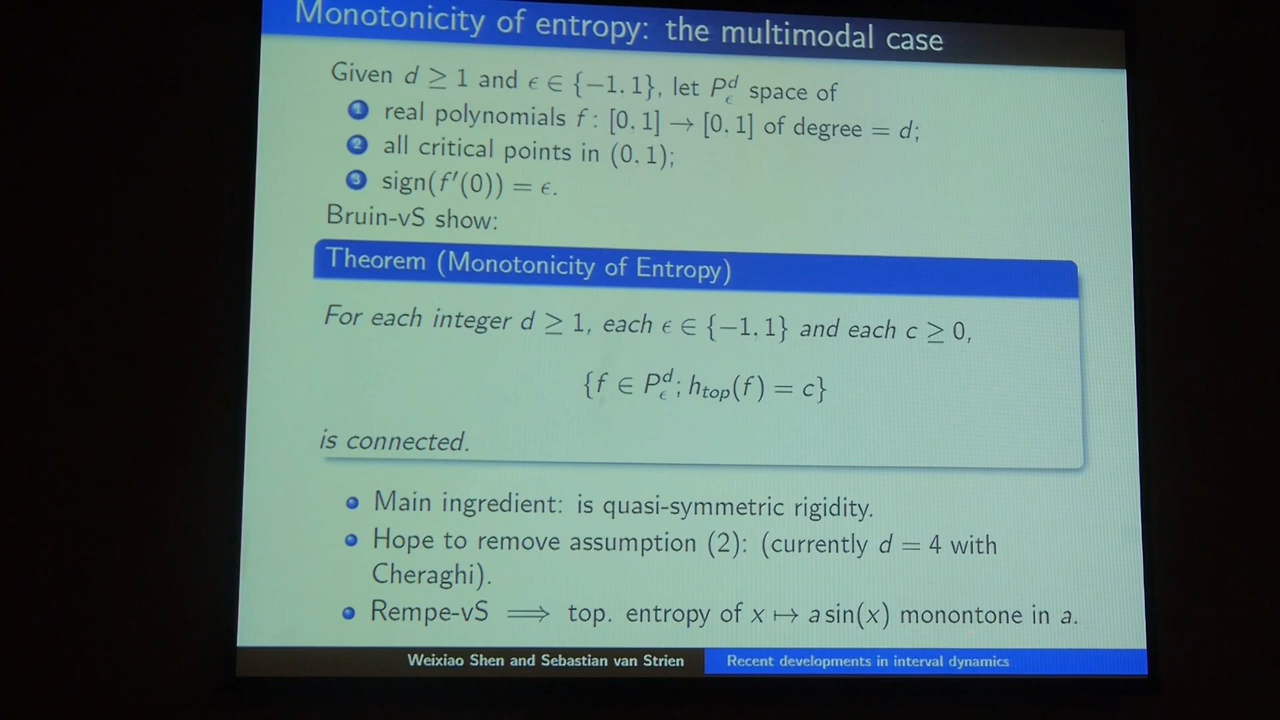 Monotonicity of entropy: the multimodal case
Given d ≥ 1 and ϵ ∈ {−1, 1}, let P_ϵ^d space of
1 real polynomials f : [0, 1] → [0, 1] of degree = d;
2 all critical points in (0, 1);
3 sign(f′(0)) = ϵ.
Bruin-vS show:
Theorem (Monotonicity of Entropy)
For each integer d ≥ 1, each ϵ ∈ {−1, 1} and each c ≥ 0,
{f ∈ P_ϵ^d; h_top(f) = c}
is connected.
Main ingredient: is quasi-symmetric rigidity.
Hope to remove assumption (2): (currently d = 4 with
Cheraghi).
Rempe-vS ⟹ top. entropy of x ↦ a sin(x) monontone in a.
Weixiao Shen and Sebastian van Strien
Recent developments in interval dynamics